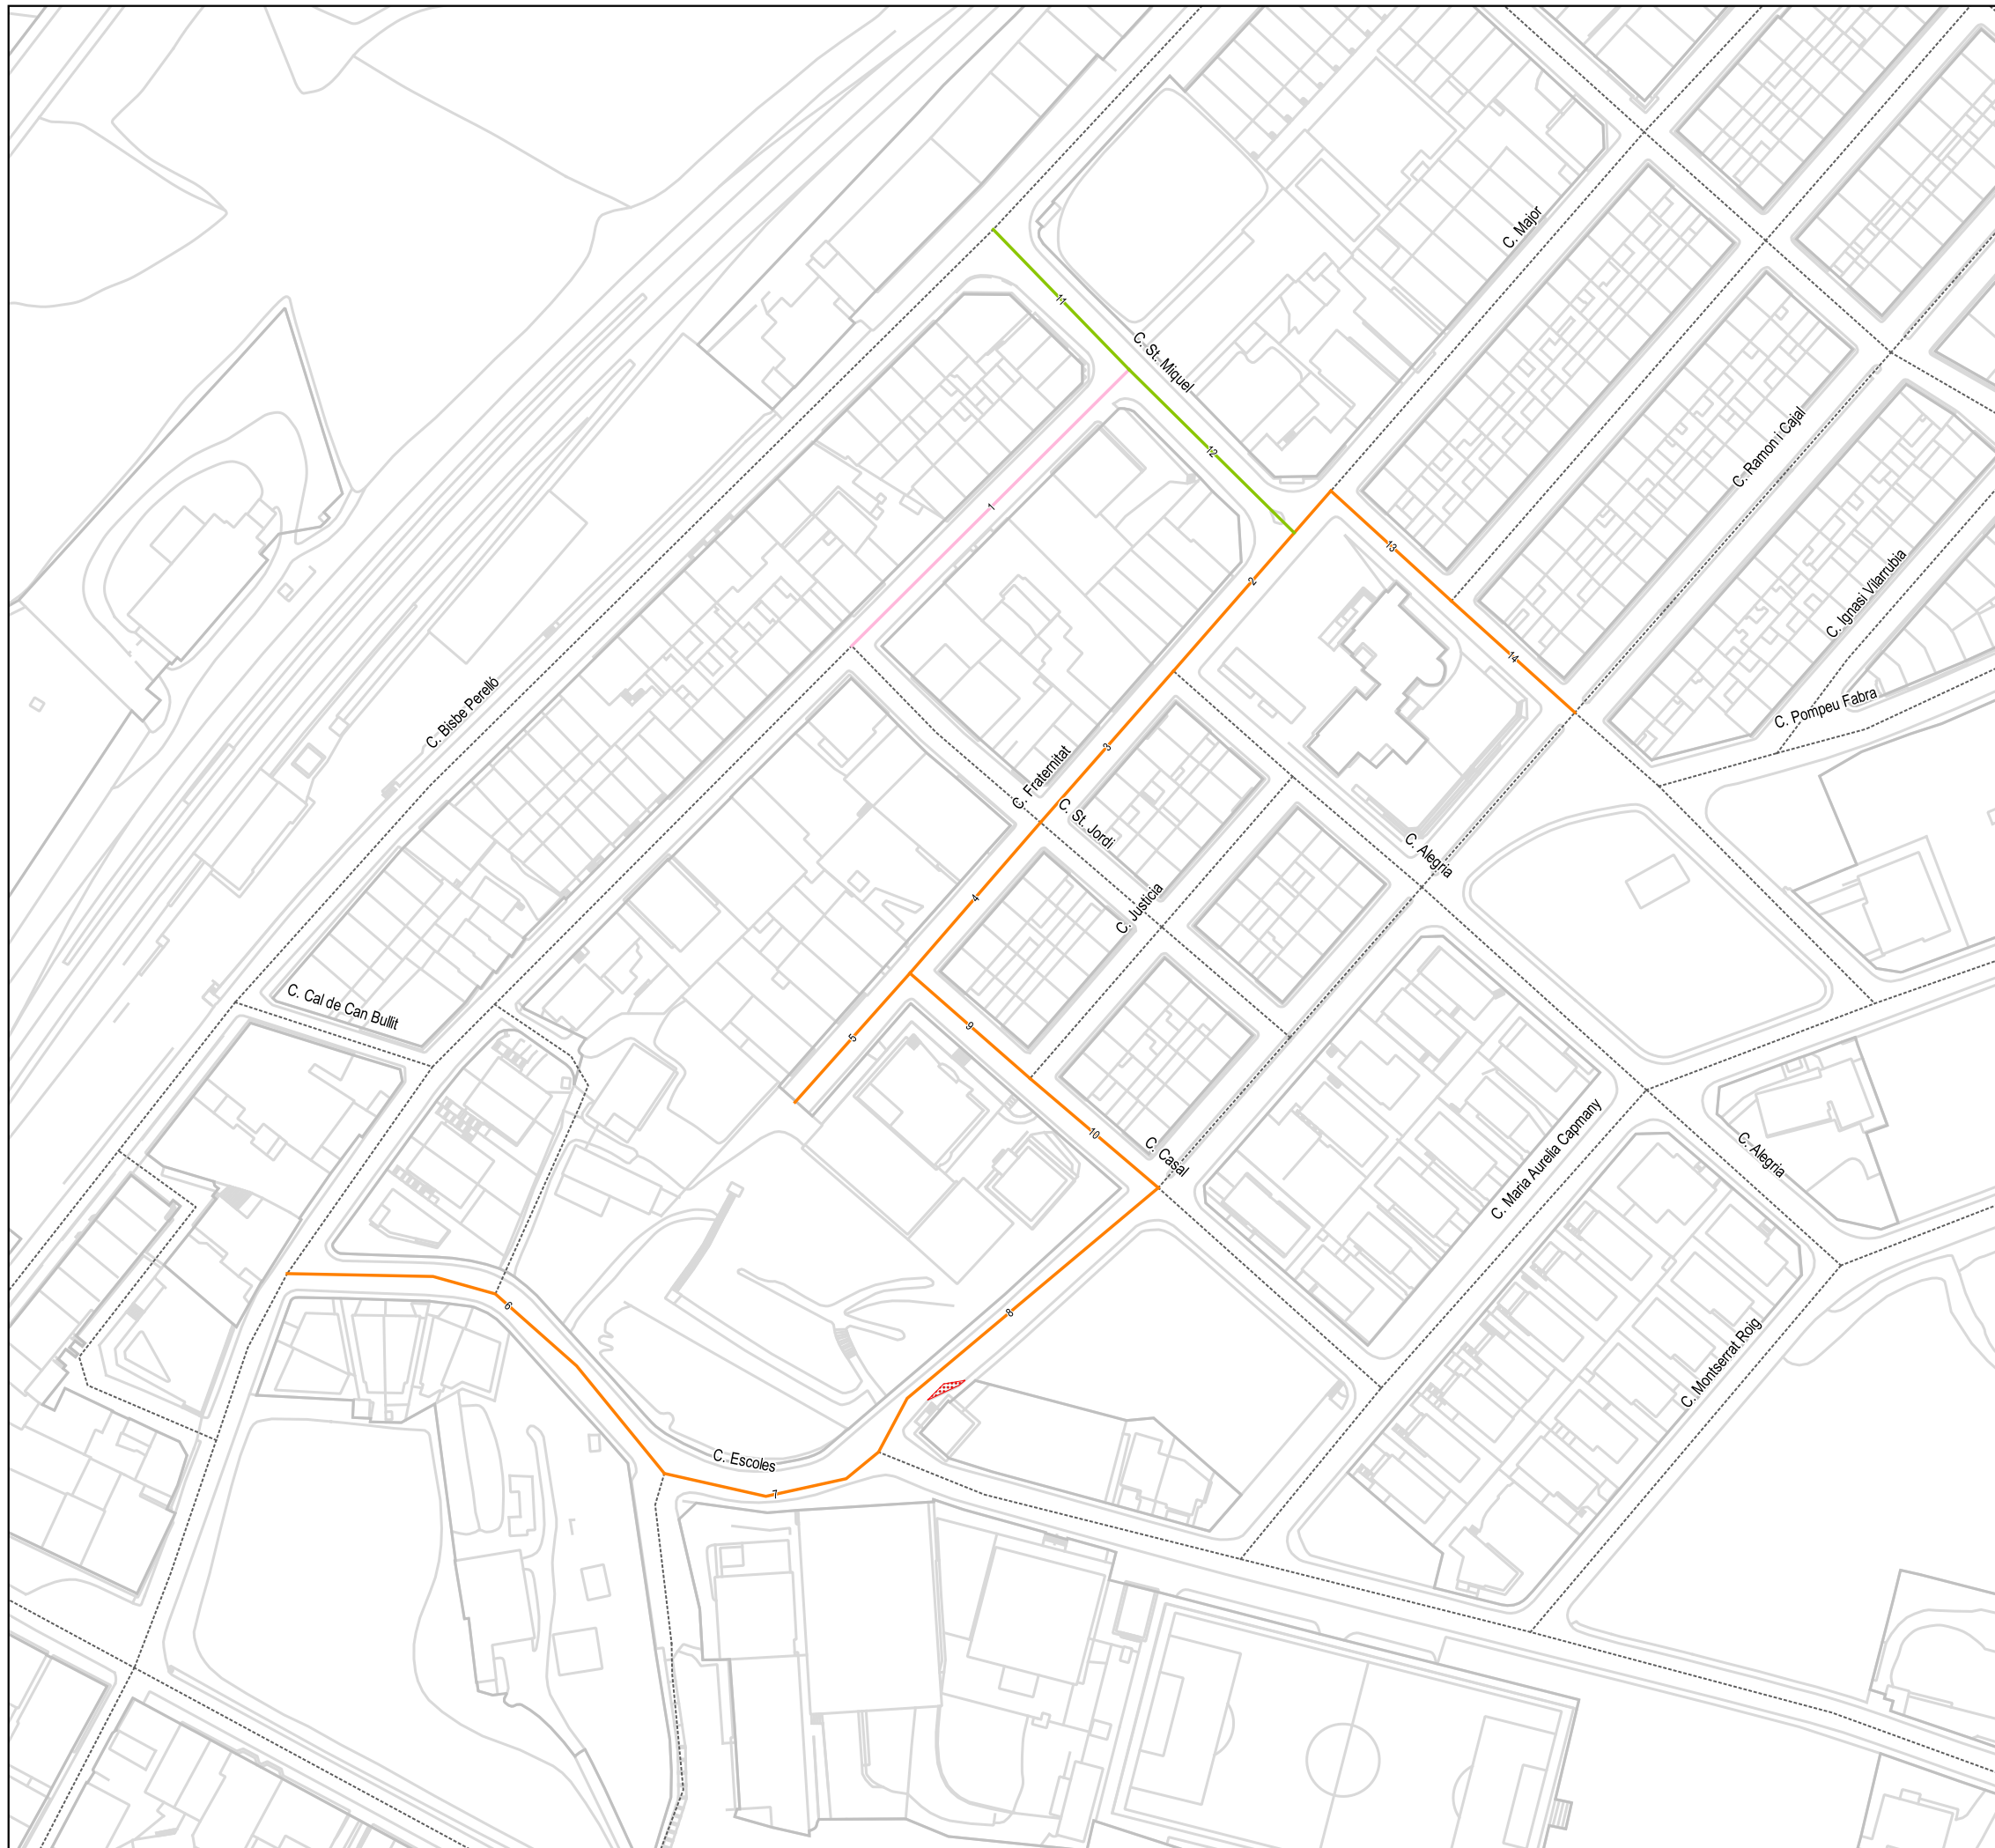 C. Major
11
C. St. Miquel
C. Ramon i Cajal
12
1
13
2
C. Ignasi Vilarrubia
14
C. Bisbe Perelló
C. Pompeu Fabra
3
C. Fraternitat
C. St. Jordi
C. Alegria
4
C. Justicia
C. Cal de Can Bullit
9
5
10
C. Casal
C. Maria Aurelia Capmany
C. Alegria
6
8
C. Montserrat Roig
C. Escoles
7